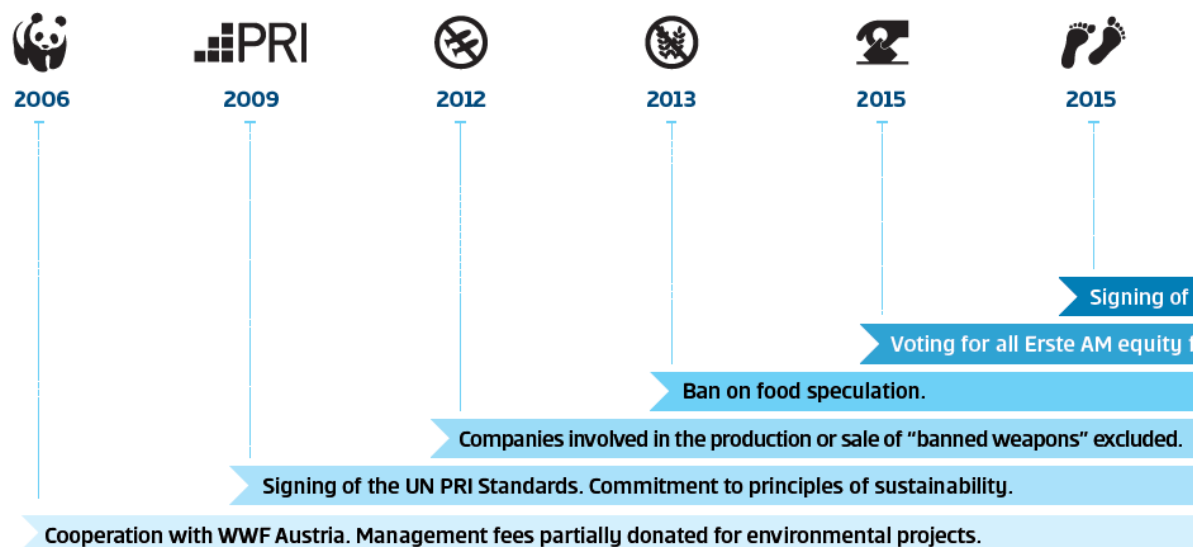 PRI
2006 2009 2012 2013 2015 2015
Signing of
Voting for all Erste AM equity
Ban on food speculation.
Companies involved in the production or sale of "banned weapons" excluded.
Signing of the UN PRI Standards. Commitment to principles of sustainability.
Cooperation with WWF Austria. Management fees partially donated for environmental projects.